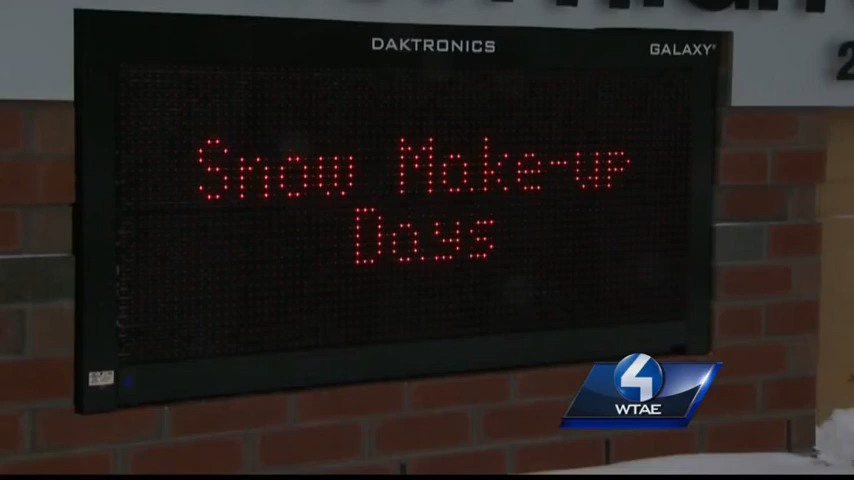 DAKTRONICS
GALAXY®
Snow Make-up
Days
4
WTAE